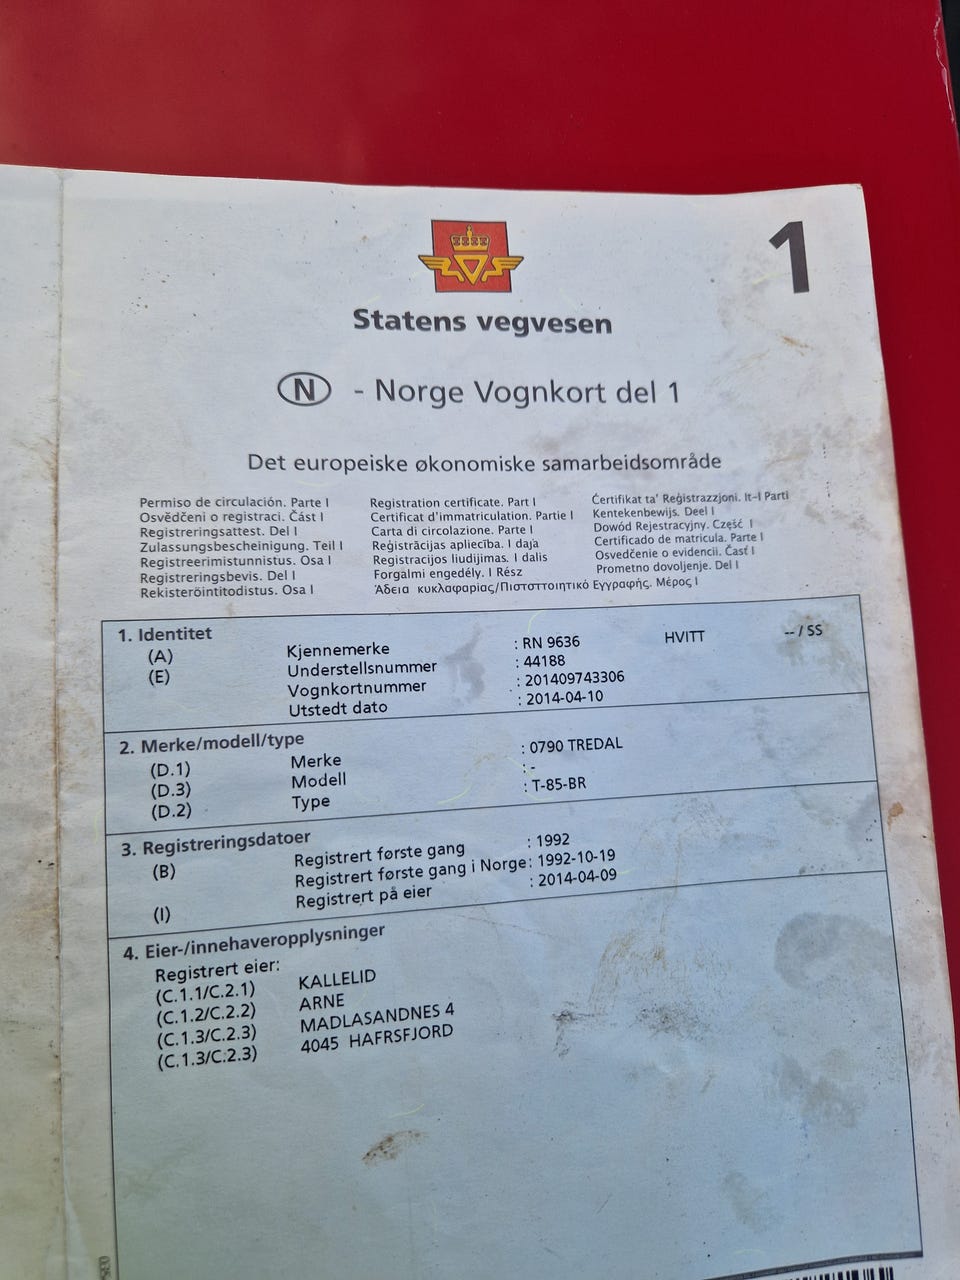 1
Statens vegvesen
N - Norge Vognkort del 1
Det europeiske økonomiske samarbeidsområde
Permiso de circulación. Parte I
Osvědčeni o registraci. Část I
Registreringsattest. Del I
Zulassungsbescheinigung. Teil I
Registreerimistunnistus. Osa I
Registreringsbevis. Del I
Rekisteröintitodistus. Osa I
Registration certificate. Part I
Certificat d'immatriculation. Partie I
Carta di circolazione. Parte I
Reģistrācijas apliecība. I daļa
Registracijos liudijimas. I dalis
Forgalmi engedély. I Rész
Άδεια κυκλαφαρίας/Πιστοττοιητικό Εγγραφής. Μέρος I
Ċertifikat ta' Reġistrazzjoni. It-I Parti
Kentekenbewijs. Deel I
Dowód Rejestracyjny. Część I
Certificado de matricula. Parte I
Osvedčenie o evidencii. Časť I
Prometno dovoljenje. Del I
1. Identitet
(A) Kjennemerke : RN 9636 HVITT -- / SS
(E) Understellsnummer : 44188
Vognkortnummer : 201409743306
Utstedt dato : 2014-04-10
2. Merke/modell/type
(D.1) Merke : 0790 TREDAL
(D.3) Modell : -
(D.2) Type : T-85-BR
3. Registreringsdatoer
(B) Registrert første gang : 1992
Registrert første gang i Norge : 1992-10-19
(I) Registrert på eier : 2014-04-09
4. Eier-/innehaveropplysninger
Registrert eier:
(C.1.1/C.2.1) KALLELID
(C.1.2/C.2.2) ARNE
(C.1.3/C.2.3) MADLASANDNES 4
(C.1.3/C.2.3) 4045 HAFRSFJORD